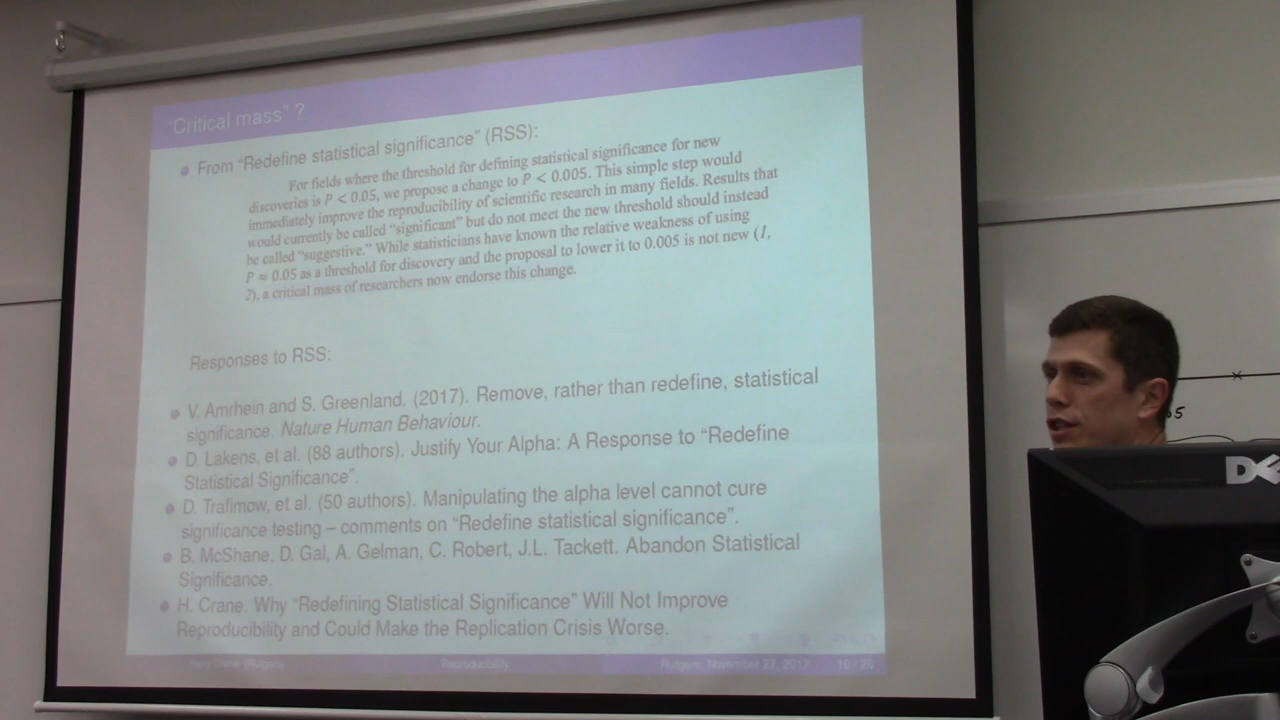 "Critical mass" ?
From "Redefine statistical significance" (RSS):
For fields where the threshold for defining statistical significance for new
discoveries is P < 0.05, we propose a change to P < 0.005. This simple step would
immediately improve the reproducibility of scientific research in many fields. Results that
would currently be called "significant" but do not meet the new threshold should instead
be called "suggestive." While statisticians have known the relative weakness of using
P ≈ 0.05 as a threshold for discovery and the proposal to lower it to 0.005 is not new (1,
2), a critical mass of researchers now endorse this change.
Responses to RSS:
V. Amrhein and S. Greenland. (2017). Remove, rather than redefine, statistical
significance. Nature Human Behaviour.
D. Lakens, et al. (88 authors). Justify Your Alpha: A Response to "Redefine
Statistical Significance".
D. Trafimow, et al. (50 authors). Manipulating the alpha level cannot cure
significance testing – comments on "Redefine statistical significance".
B. McShane, D. Gal, A. Gelman, C. Robert, J.L. Tackett. Abandon Statistical
Significance.
H. Crane. Why "Redefining Statistical Significance" Will Not Improve
Reproducibility and Could Make the Replication Crisis Worse.
Harry Crane (Rutgers) Reproducibility Rutgers: November 27, 2017